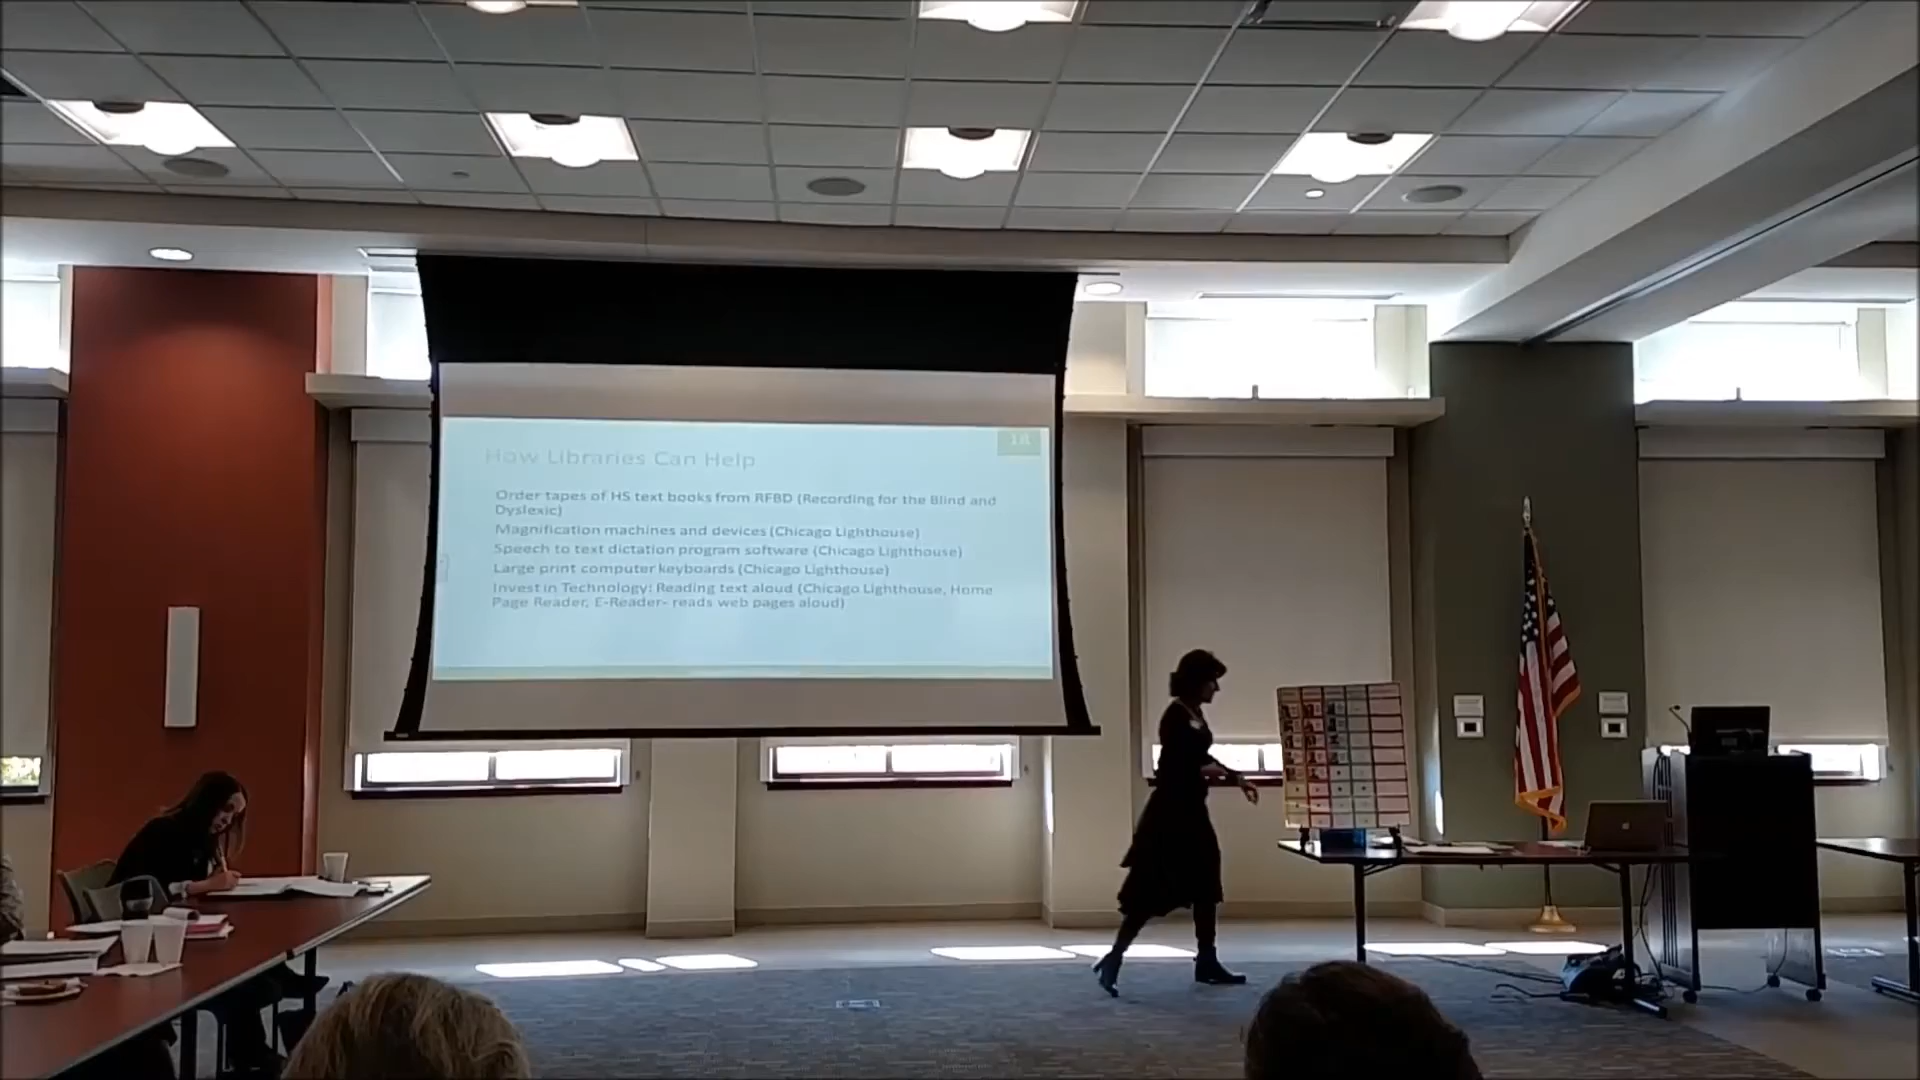 18
How Libraries Can Help
Order tapes of HS text books from RFBD (Recording for the Blind and
Dyslexic)
Magnification machines and devices (Chicago Lighthouse)
Speech to text dictation program software (Chicago Lighthouse)
Large print computer keyboards (Chicago Lighthouse)
Invest in Technology: Reading text aloud (Chicago Lighthouse, Home
Page Reader, E-Reader- reads web pages aloud)